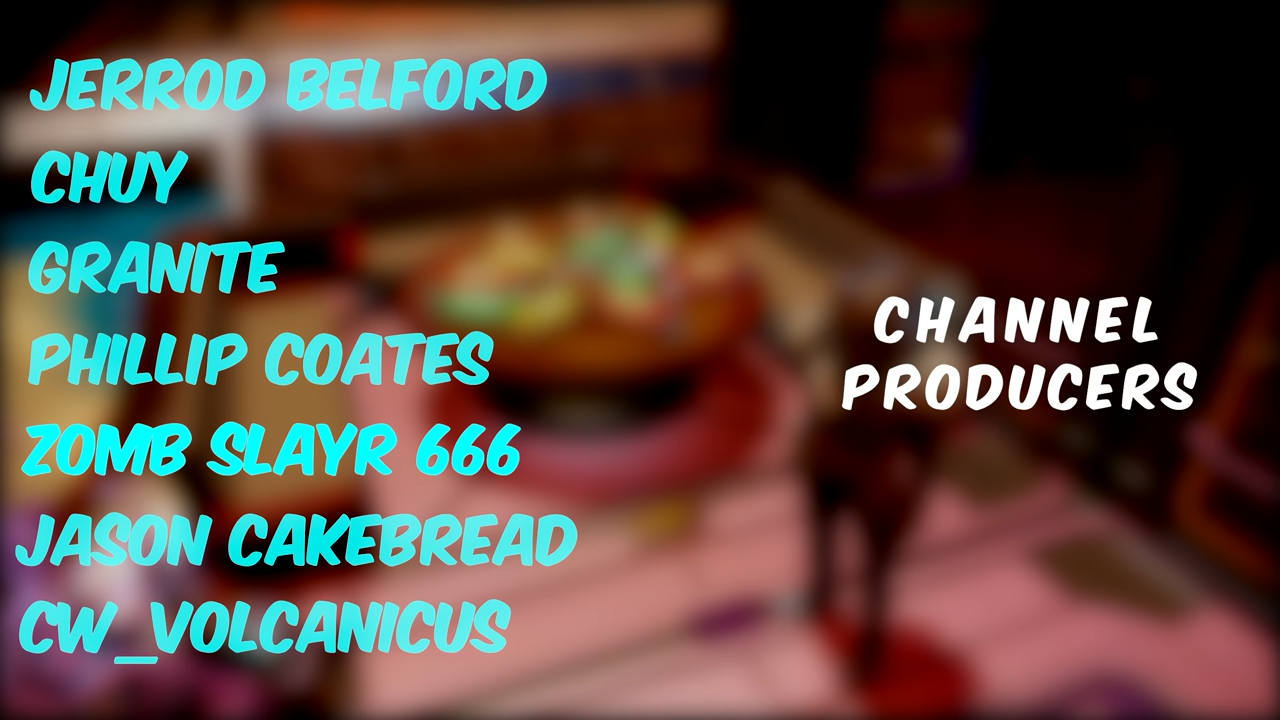 JERROD BELFORD
CHUY
GRANITE
PHILLIP COATES
ZOMB SLAYR 666
JASON CAKEBREAD
CW_VOLCANICUS
CHANNEL
PRODUCERS